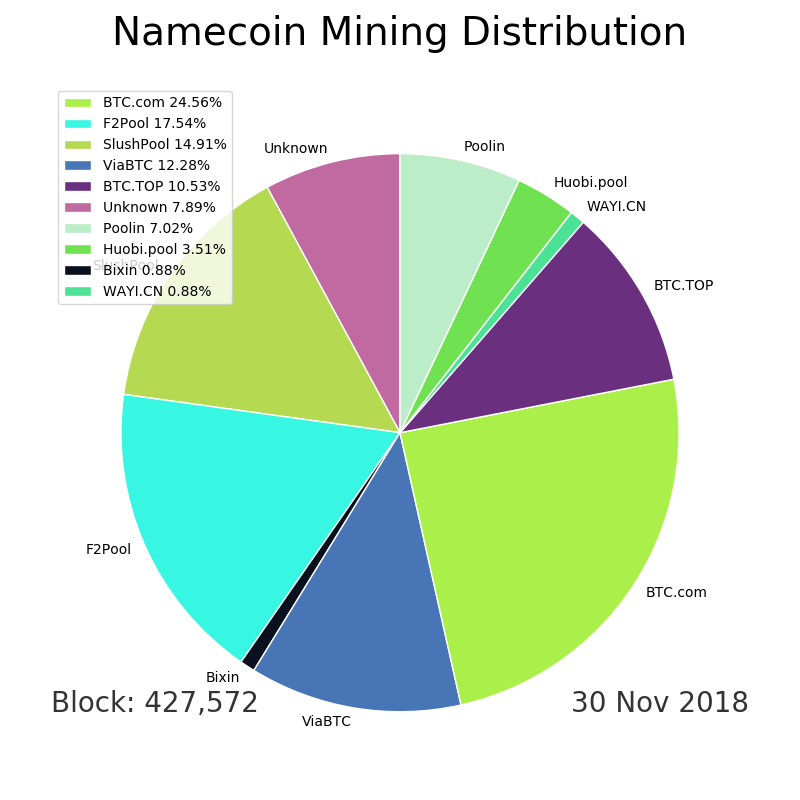 Namecoin Mining Distribution
BTC.com 24.56%
F2Pool 17.54%
SlushPool 14.91%
ViaBTC 12.28%
BTC.TOP 10.53%
Unknown 7.89%
Poolin 7.02%
Huobi.pool 3.51%
Bixin 0.88%
WAYI.CN 0.88%
Unknown
Poolin
Huobi.pool
WAYI.CN
SlushPool
BTC.TOP
F2Pool
BTC.com
Bixin
ViaBTC
Block: 427,572
30 Nov 2018